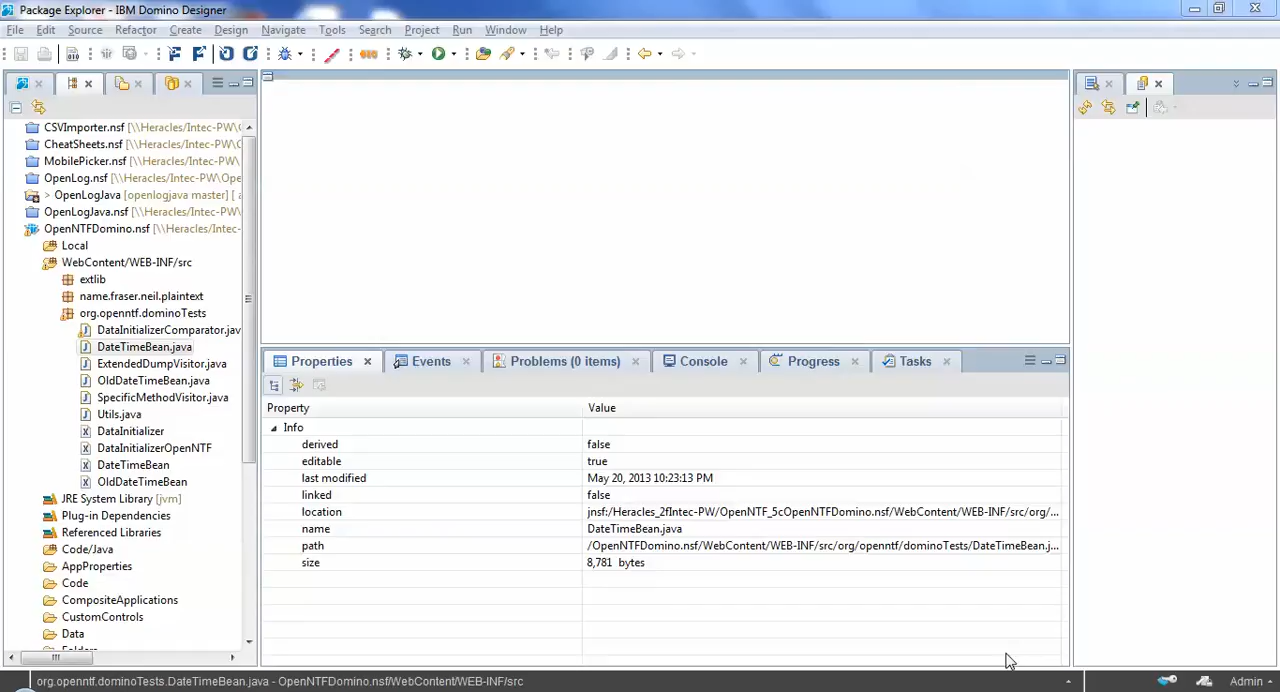 Package Explorer - IBM Domino Designer
File Edit Source Refactor Create Design Navigate Tools Search Project Run Window Help
CSVImporter.nsf [\\Heracles/Intec-PW\C
CheatSheets.nsf [\\Heracles/Intec-PW\
MobilePicker.nsf [\\Heracles/Intec-PW\
OpenLog.nsf [\\Heracles/Intec-PW\Ope
> OpenLogJava [openlogjava master] [
OpenLogJava.nsf [\\Heracles/Intec-PW\
OpenNTFDomino.nsf [\\Heracles/Intec-
Local
WebContent/WEB-INF/src
extlib
name.fraser.neil.plaintext
org.openntf.dominoTests
DataInitializerComparator.jav
DateTimeBean.java
ExtendedDumpVisitor.java
OldDateTimeBean.java
SpecificMethodVisitor.java
Utils.java
DataInitializer
DataInitializerOpenNTF
DateTimeBean
OldDateTimeBean
JRE System Library [jvm]
Plug-in Dependencies
Referenced Libraries
Code/Java
AppProperties
Code
CompositeApplications
CustomControls
Data
Properties Events Problems (0 items) Console Progress Tasks
Property Value
Info
derived false
editable true
last modified May 20, 2013 10:23:13 PM
linked false
location jnsf:/Heracles_2fIntec-PW/OpenNTF_5cOpenNTFDomino.nsf/WebContent/WEB-INF/src/org/...
name DateTimeBean.java
path /OpenNTFDomino.nsf/WebContent/WEB-INF/src/org/openntf/dominoTests/DateTimeBean.j...
size 8,781 bytes
org.openntf.dominoTests.DateTimeBean.java - OpenNTFDomino.nsf/WebContent/WEB-INF/src
Admin